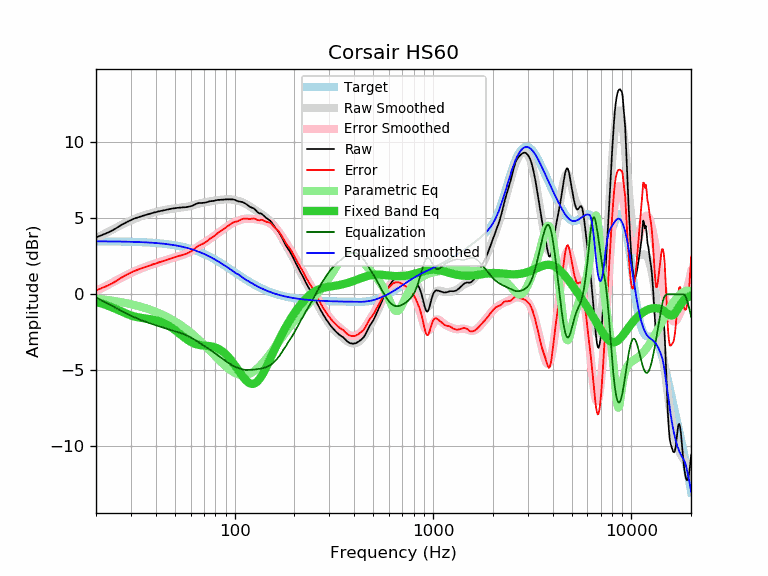 Corsair HS60
Target
Raw Smoothed
Error Smoothed
Raw
Error
Parametric Eq
Fixed Band Eq
Equalization
Equalized smoothed
10
5
0
−5
−10
Amplitude (dBr)
100
1000
10000
Frequency (Hz)